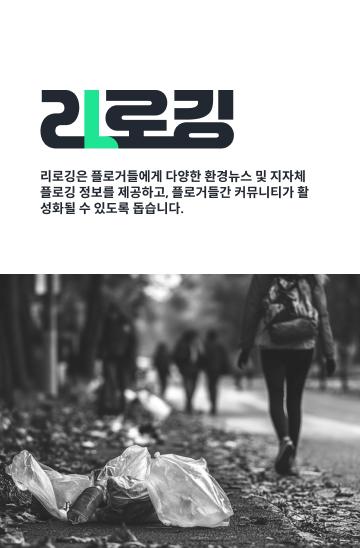 리로깅
리로깅은 플로거들에게 다양한 환경뉴스 및 지자체
플로깅 정보를 제공하고, 플로거들간 커뮤니티가 활
성화될 수 있도록 돕습니다.